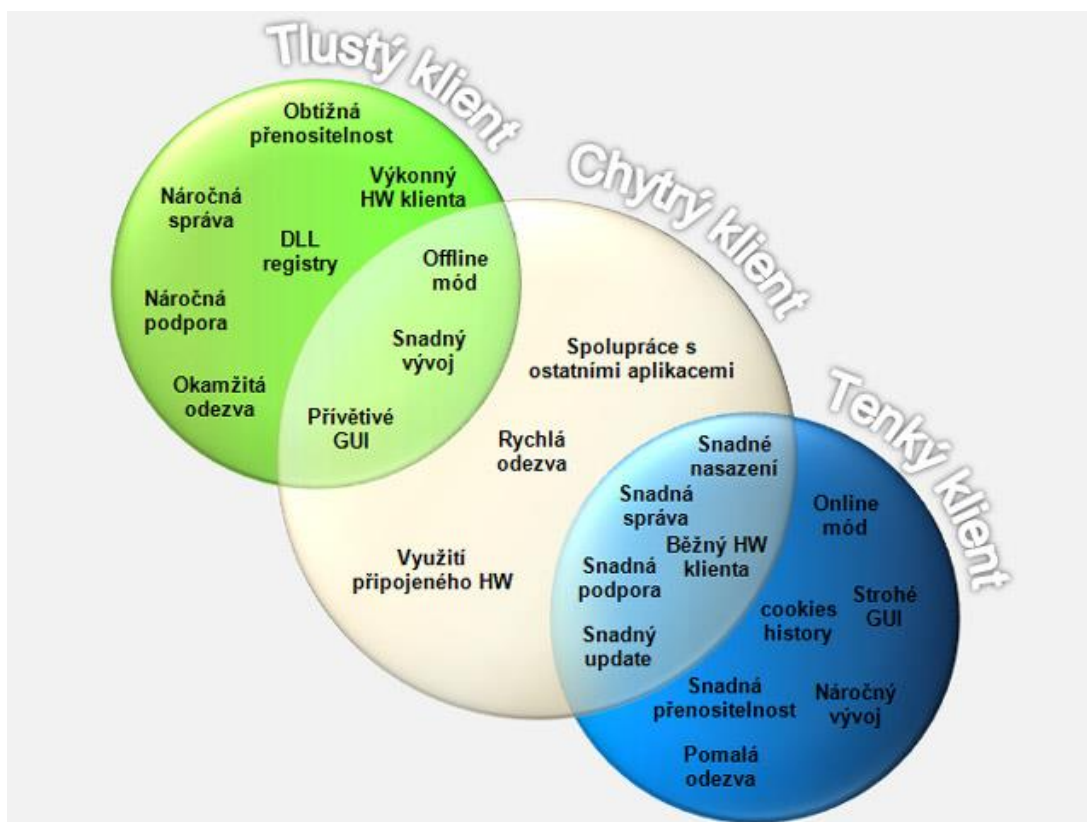 Tlustý klient
Obtížná
přenositelnost
Výkonný
HW klienta
Náročná
správa
DLL
registry
Náročná
podpora
Okamžitá
odezva
Offline
mód
Snadný
vývoj
Přívětivé
GUI
Chytrý klient
Spolupráce s
ostatními aplikacemi
Rychlá
odezva
Využití
připojeného HW
Snadné
nasazení
Snadná
správa
Běžný HW
klienta
Snadná
podpora
Snadný
update
Tenký klient
Online
mód
Strohé
GUI
cookies
history
Snadná
přenositelnost
Náročný
vývoj
Pomalá
odezva